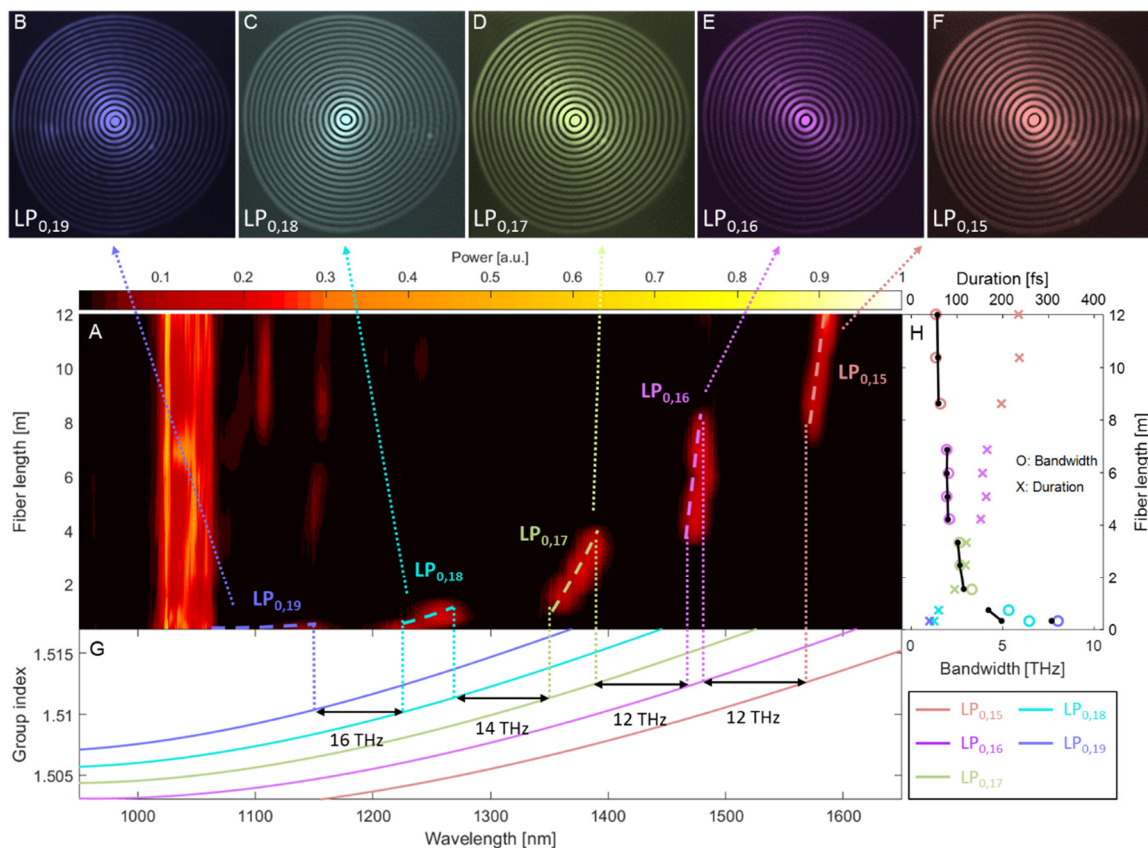 B
C
D
E
F
LP0,19
LP0,18
LP0,17
LP0,16
LP0,15
Power [a.u.]
0.1 0.2 0.3 0.4 0.5 0.6 0.7 0.8 0.9 1
Duration [fs]
0 100 200 300 400
A
H
12
10
8
6
4
2
Fiber length [m]
LP0,19
LP0,18
LP0,17
LP0,16
LP0,15
O: Bandwidth
X: Duration
12
10
8
6
4
2
0
Fiber length [m]
0 5 10
Bandwidth [THz]
G
1.515
1.51
1.505
Group index
16 THz
14 THz
12 THz
12 THz
1000 1100 1200 1300 1400 1500 1600
Wavelength [nm]
LP0,15 LP0,18
LP0,16 LP0,19
LP0,17